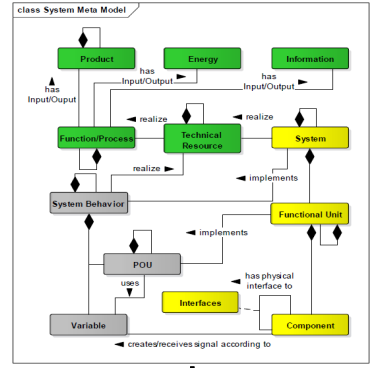 class System Meta Model
Product
Energy
Information
has
Input/Ouput
has
Input/Output
has
Input/Output
realize
realize
Function/Process
Technical
Resource
System
realize
implements
System Behavior
Functional Unit
implements
POU
uses
has physical
interface to
Interfaces
Variable
Component
creates/receives signal according to